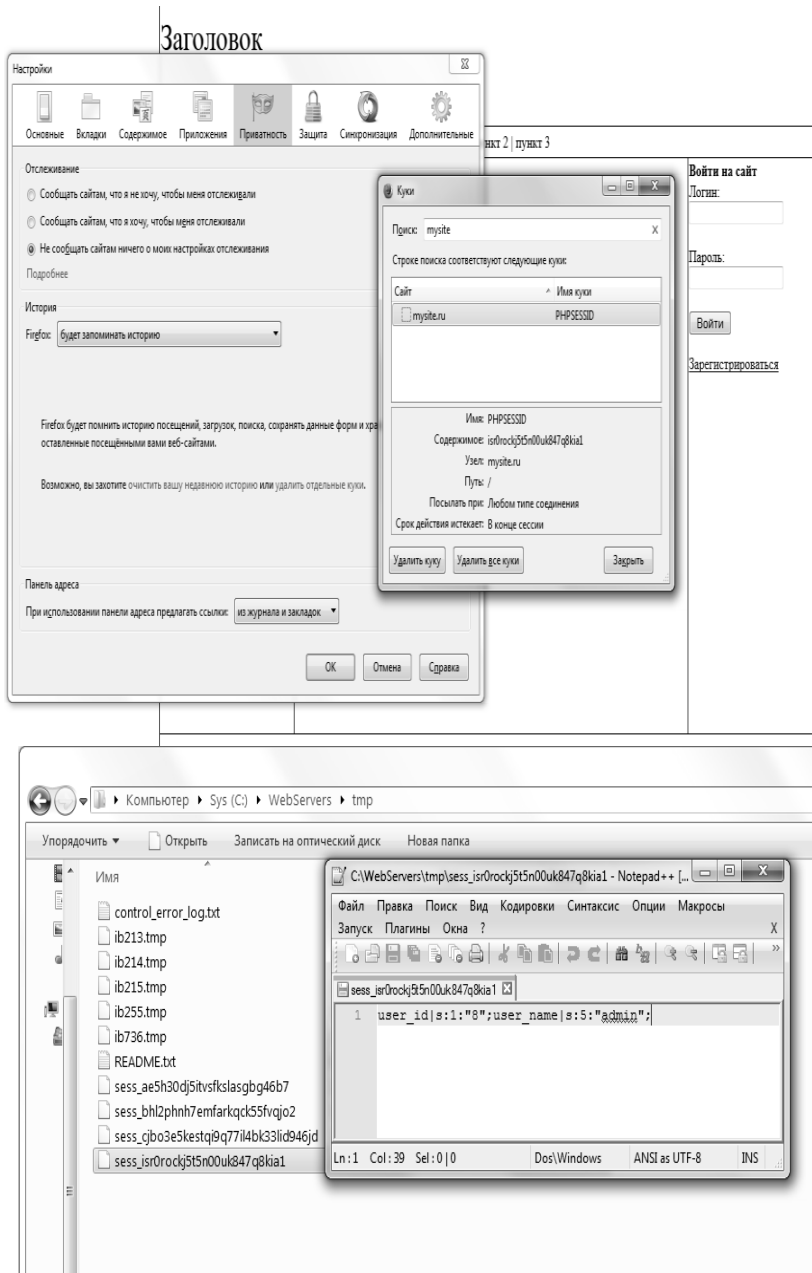 Заголовок
Настройки
Основные Вкладки Содержимое Приложения Приватность Защита Синхронизация Дополнительные
нкт 2 | пункт 3
Отслеживание
Сообщать сайтам, что я не хочу, чтобы меня отслеживали
Сообщать сайтам, что я хочу, чтобы меня отслеживали
Не сообщать сайтам ничего о моих настройках отслеживания
Подробнее
История
Firefox: будет запоминать историю
Firefox будет помнить историю посещений, загрузок, поиска, сохранять данные форм и хра
оставленные посещёнными вами веб-сайтами.
Возможно, вы захотите очистить вашу недавнюю историю или удалить отдельные куки.
Панель адреса
При использовании панели адреса предлагать ссылки: из журнала и закладок
OK Отмена Справка
Куки
Поиск: mysite X
Строке поиска соответствуют следующие куки:
Сайт Имя куки
mysite.ru PHPSESSID
Имя: PHPSESSID
Содержимое: isr0rockj5t5n00uk847q8kia1
Узел: mysite.ru
Путь: /
Посылать при: Любом типе соединения
Срок действия истекает: В конце сессии
Удалить куку Удалить все куки Закрыть
Войти на сайт
Логин:
Пароль:
Войти
Зарегистрироваться
Компьютер Sys (C:) WebServers tmp
Упорядочить Открыть Записать на оптический диск Новая папка
Имя
control_error_log.txt
ib213.tmp
ib214.tmp
ib215.tmp
ib255.tmp
ib736.tmp
README.txt
sess_ae5h30dj5itvsfkslasgbg46b7
sess_bhl2phnh7emfarkqck55fvqjo2
sess_cjbo3e5kestqi9q77il4bk33lid946jd
sess_isr0rockj5t5n00uk847q8kia1
C:\WebServers\tmp\sess_isr0rockj5t5n00uk847q8kia1 - Notepad++ [...
Файл Правка Поиск Вид Кодировки Синтаксис Опции Макросы
Запуск Плагины Окна ? X
sess_isr0rockj5t5n00uk847q8kia1
1 user_id|s:1:"8";user_name|s:5:"admin";
Ln:1 Col:39 Sel:0|0 Dos\Windows ANSI as UTF-8 INS